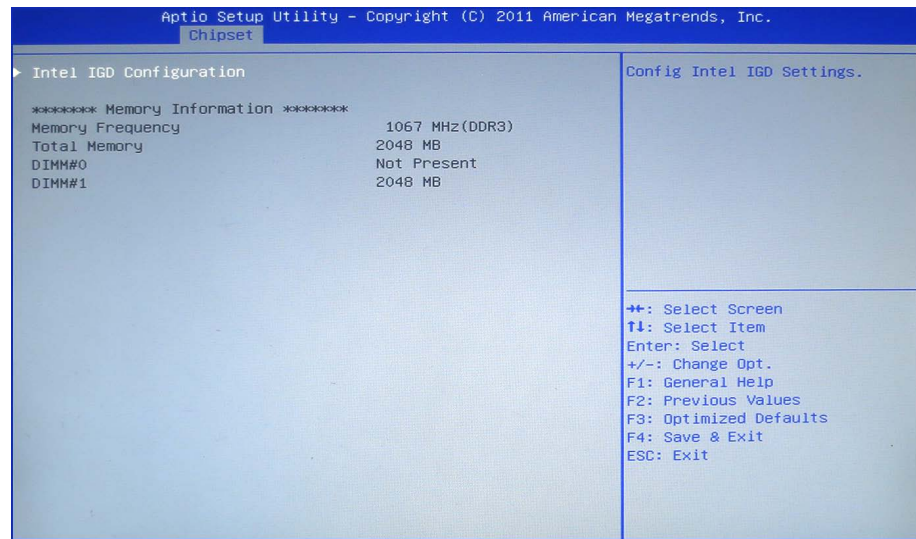 Aptio Setup Utility – Copyright (C) 2011 American Megatrends, Inc.
Chipset
▶ Intel IGD Configuration
Config Intel IGD Settings.
******* Memory Information *******
Memory Frequency 1067 MHz(DDR3)
Total Memory 2048 MB
DIMM#0 Not Present
DIMM#1 2048 MB
→←: Select Screen
↑↓: Select Item
Enter: Select
+/-: Change Opt.
F1: General Help
F2: Previous Values
F3: Optimized Defaults
F4: Save & Exit
ESC: Exit